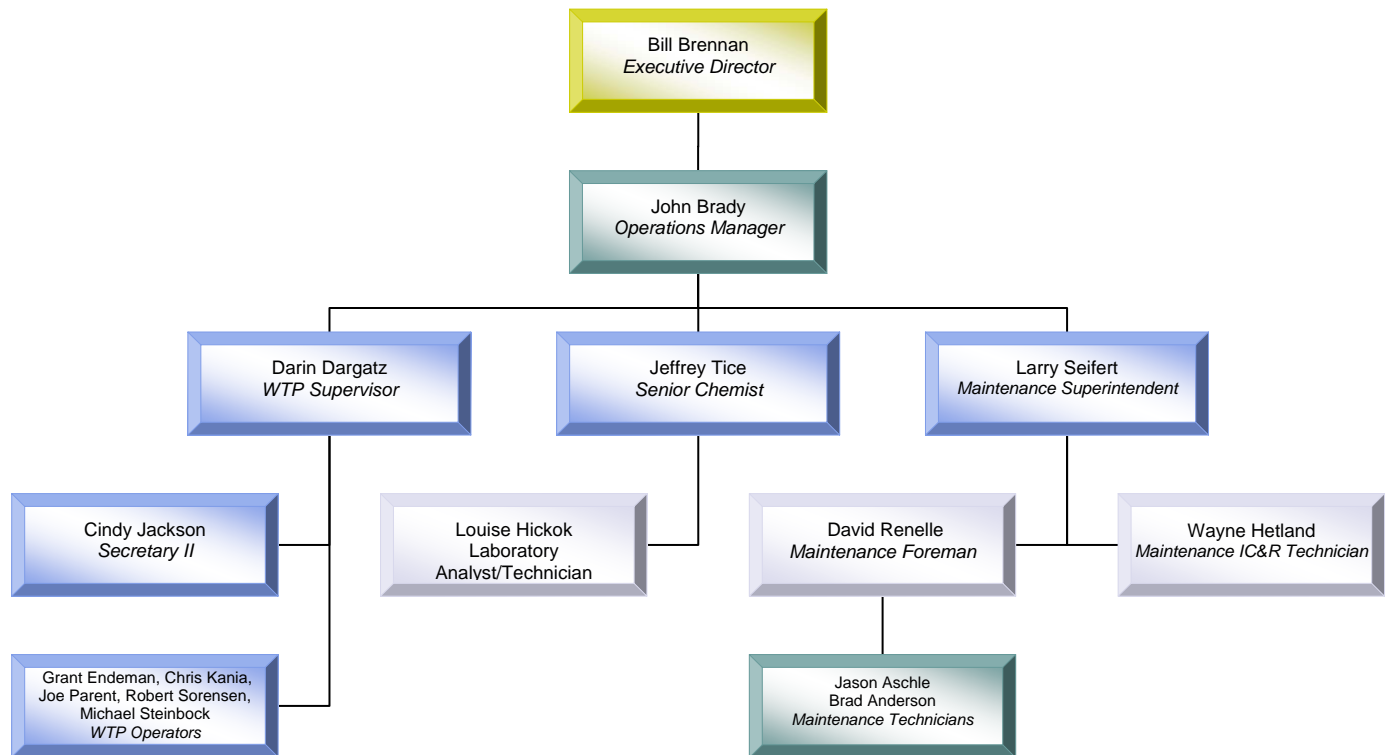 Bill Brennan
Executive Director
John Brady
Operations Manager
Darin Dargatz
WTP Supervisor
Jeffrey Tice
Senior Chemist
Larry Seifert
Maintenance Superintendent
Cindy Jackson
Secretary II
Louise Hickok
Laboratory
Analyst/Technician
David Renelle
Maintenance Foreman
Wayne Hetland
Maintenance IC&R Technician
Grant Endeman, Chris Kania,
Joe Parent, Robert Sorensen,
Michael Steinbock
WTP Operators
Jason Aschle
Brad Anderson
Maintenance Technicians